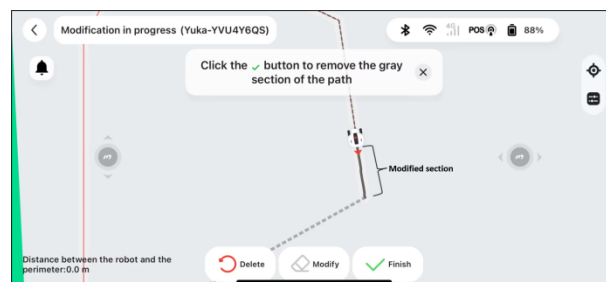 Modification in progress (Yuka-YVU4Y6QS)
4G
POS
88%
Click the ✓ button to remove the gray
section of the path
Modified section
Distance between the robot and the
perimeter:0.0 m
Delete
Modify
Finish